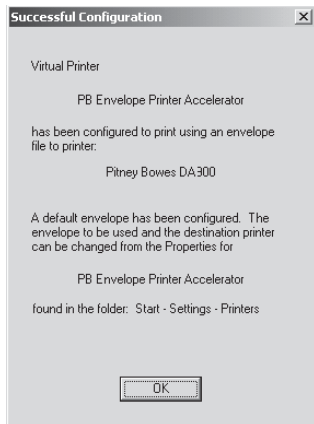 Successful Configuration
Virtual Printer
PB Envelope Printer Accelerator
has been configured to print using an envelope
file to printer:
Pitney Bowes DA300
A default envelope has been configured. The
envelope to be used and the destination printer
can be changed from the Properties for
PB Envelope Printer Accelerator
found in the folder: Start - Settings - Printers
OK